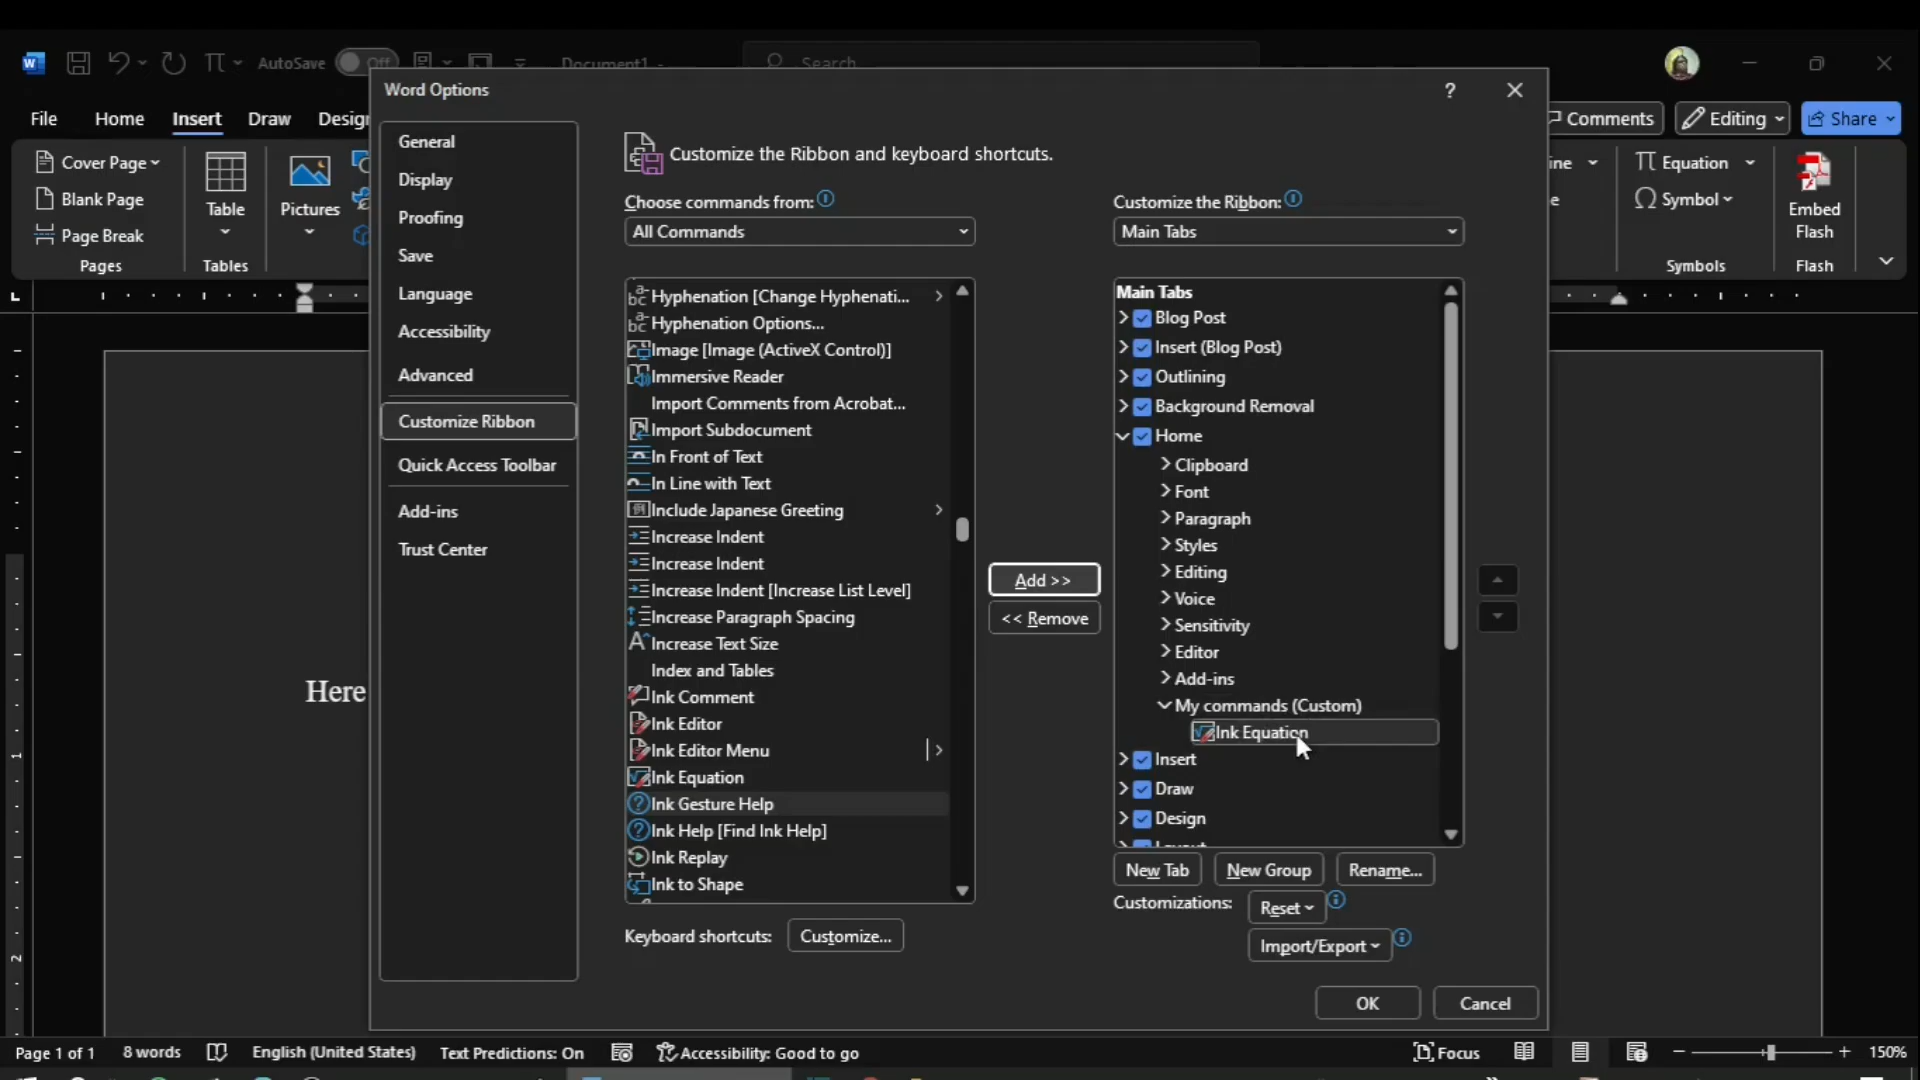 AutoSave Off Document1 Search
File Home Insert Draw Design
Comments Editing Share
Cover Page
Blank Page
Page Break
Pages
Table
Tables
Pictures
Equation
Symbol
Symbols
Embed
Flash
Flash
Here
Word Options
?
General
Display
Proofing
Save
Language
Accessibility
Advanced
Customize Ribbon
Quick Access Toolbar
Add-ins
Trust Center
Customize the Ribbon and keyboard shortcuts.
Choose commands from:
All Commands
Hyphenation [Change Hyphenati...
Hyphenation Options...
Image [Image (ActiveX Control)]
Immersive Reader
Import Comments from Acrobat...
Import Subdocument
In Front of Text
In Line with Text
Include Japanese Greeting
Increase Indent
Increase Indent
Increase Indent [Increase List Level]
Increase Paragraph Spacing
Increase Text Size
Index and Tables
Ink Comment
Ink Editor
Ink Editor Menu
Ink Equation
Ink Gesture Help
Ink Help [Find Ink Help]
Ink Replay
Ink to Shape
Keyboard shortcuts: Customize...
Add >>
<< Remove
Customize the Ribbon:
Main Tabs
Main Tabs
Blog Post
Insert (Blog Post)
Outlining
Background Removal
Home
Clipboard
Font
Paragraph
Styles
Editing
Voice
Sensitivity
Editor
Add-ins
My commands (Custom)
Ink Equation
Insert
Draw
Design
New Tab New Group Rename...
Customizations: Reset
Import/Export
OK Cancel
Page 1 of 1 8 words English (United States) Text Predictions: On Accessibility: Good to go Focus 150%